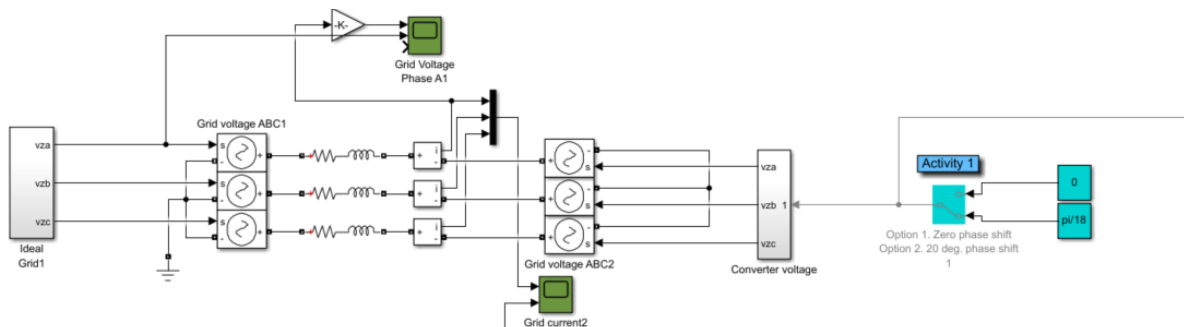 -K-
Grid Voltage
Phase A1
Grid voltage ABC1
vza
vzb
vzc
Ideal
Grid1
s
-
+
s
-
+
s
-
+
+
i
-
+
i
-
+
i
-
+
-
s
+
-
s
+
-
s
Grid voltage ABC2
vza
vzb
1
vzc
Converter voltage
Activity 1
0
pi/18
Option 1. Zero phase shift
Option 2. 20 deg. phase shift
1
Grid current2